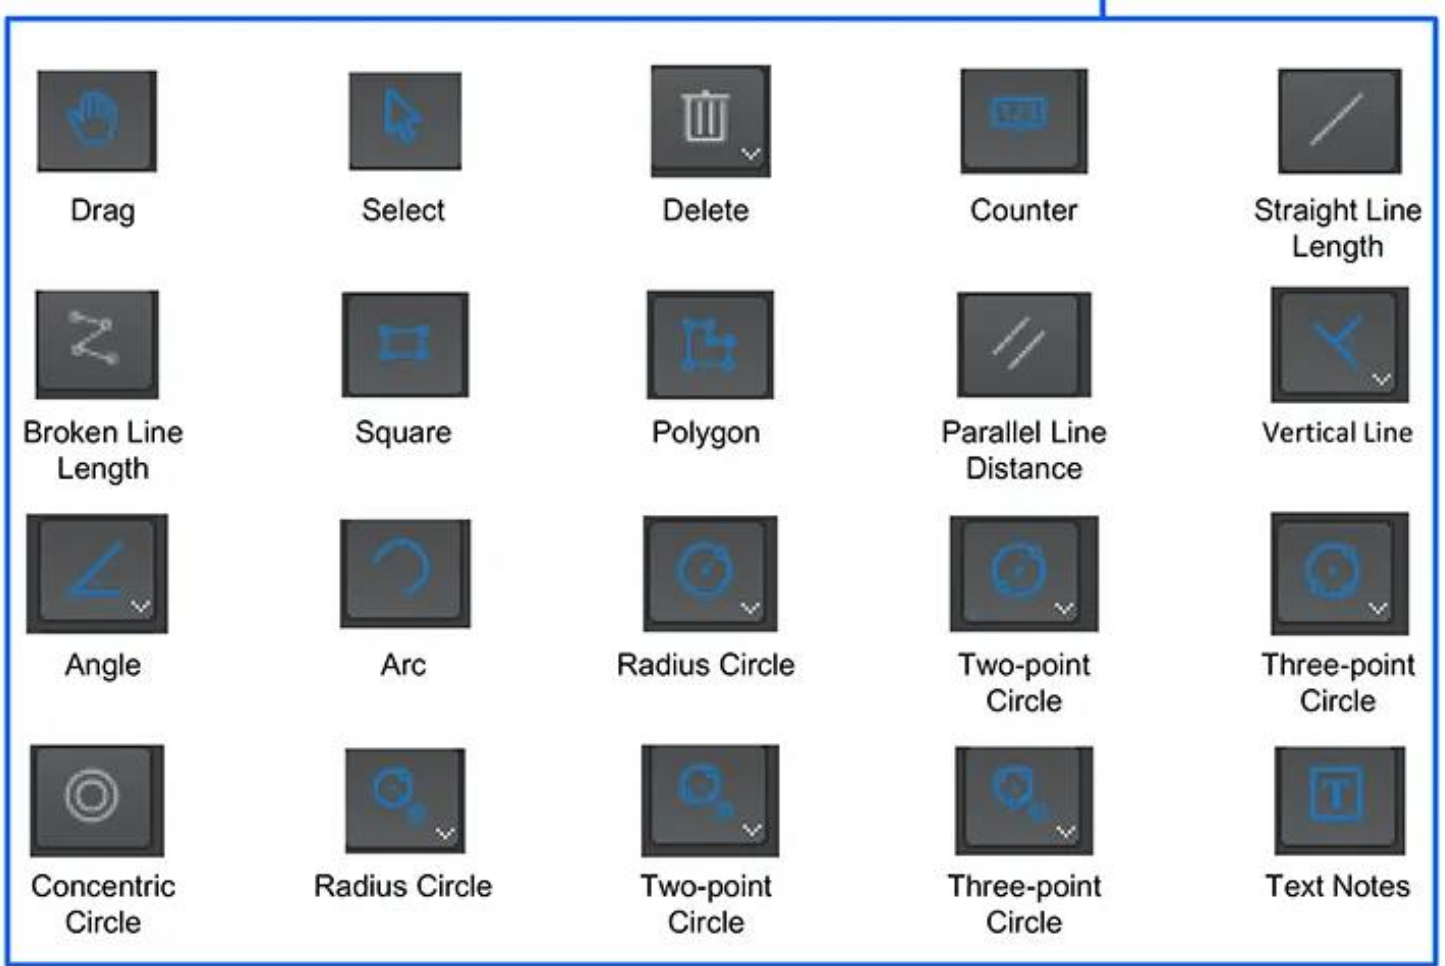 Drag
Select
Delete
Counter
Straight Line
Length
Broken Line
Length
Square
Polygon
Parallel Line
Distance
Vertical Line
Angle
Arc
Radius Circle
Two-point
Circle
Three-point
Circle
Concentric
Circle
Radius Circle
Two-point
Circle
Three-point
Circle
T
Text Notes